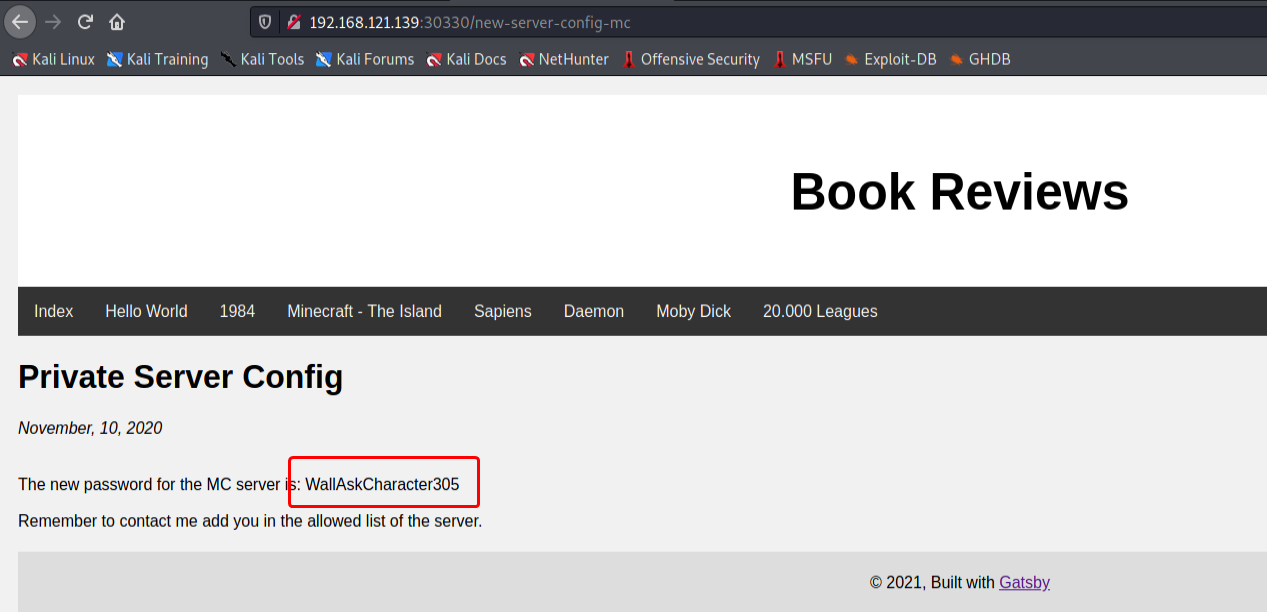 192.168.121.139:30330/new-server-config-mc
Kali Linux Kali Training Kali Tools Kali Forums Kali Docs NetHunter Offensive Security MSFU Exploit-DB GHDB
Book Reviews
Index Hello World 1984 Minecraft - The Island Sapiens Daemon Moby Dick 20.000 Leagues
Private Server Config
November, 10, 2020
The new password for the MC server is: WallAskCharacter305
Remember to contact me add you in the allowed list of the server.
© 2021, Built with Gatsby